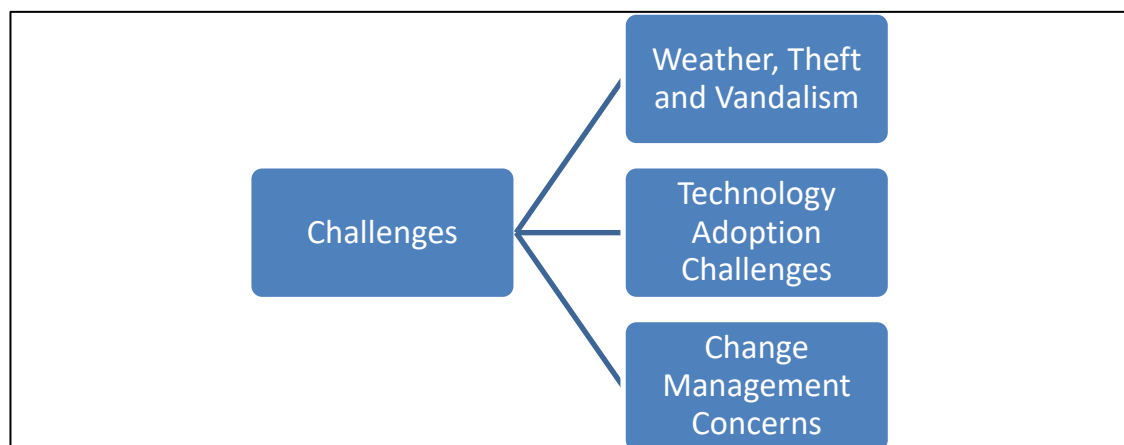 Challenges
Weather, Theft
and Vandalism
Technology
Adoption
Challenges
Change
Management
Concerns